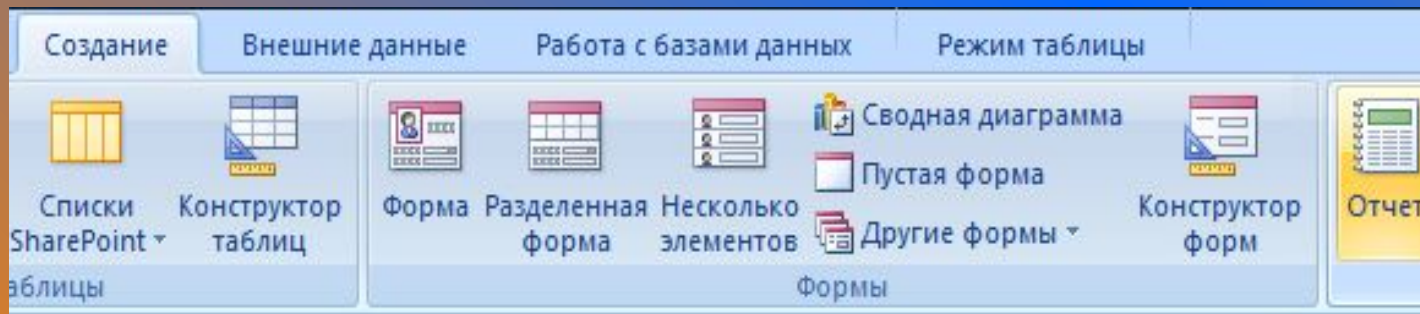 Создание Внешние данные Работа с базами данных Режим таблицы
Списки SharePoint
Конструктор таблиц
Форма
Разделенная форма
Несколько элементов
Сводная диаграмма
Пустая форма
Другие формы
Конструктор форм
Отчет
аблицы
Формы